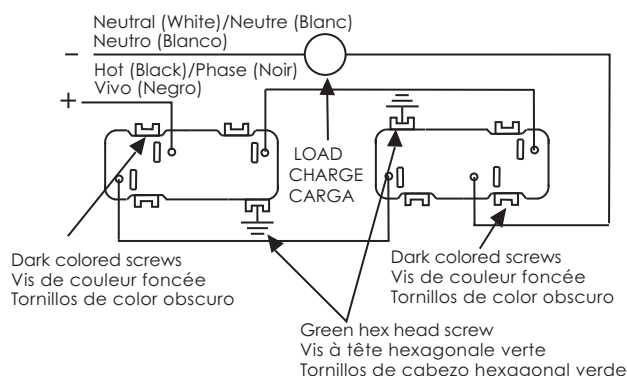 Neutral (White)/Neutre (Blanc)
Neutro (Blanco)
−
Hot (Black)/Phase (Noir)
Vivo (Negro)
+
LOAD
CHARGE
CARGA
Dark colored screws
Vis de couleur foncée
Tornillos de color obscuro
Dark colored screws
Vis de couleur foncée
Tornillos de color obscuro
Green hex head screw
Vis à tête hexagonale verte
Tornillos de cabezo hexagonal verde